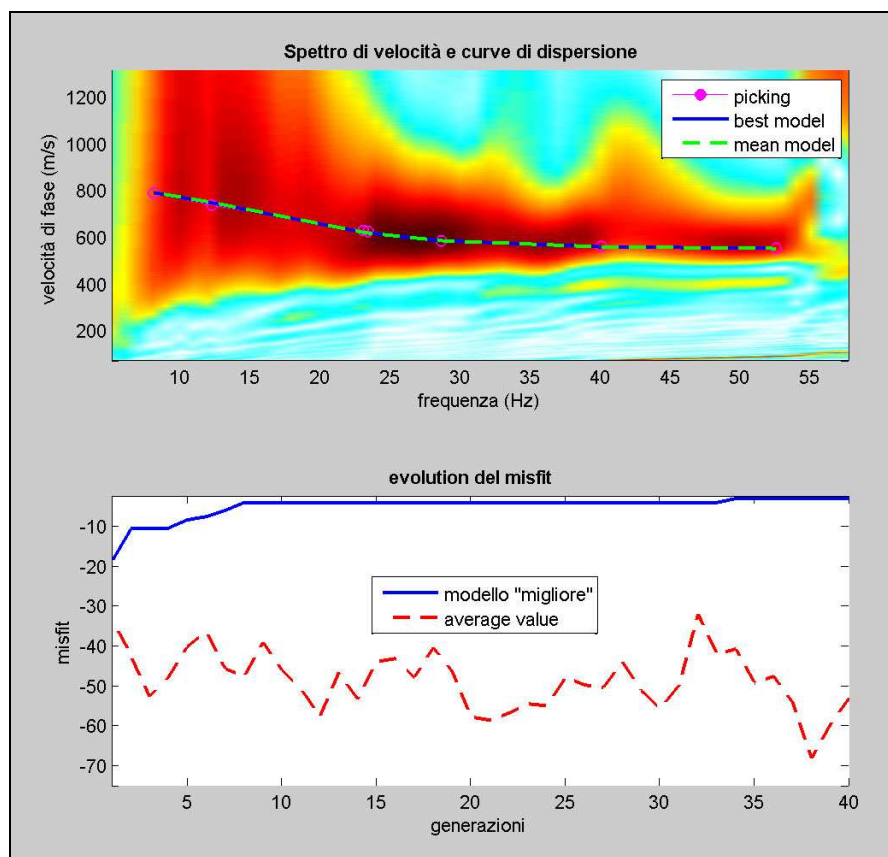 Spettro di velocità e curve di dispersione
velocità di fase (m/s)
1200
1000
800
600
400
200
picking
best model
mean model
10 15 20 25 30 35 40 45 50 55
frequenza (Hz)
evolution del misfit
misfit
-10
-20
-30
-40
-50
-60
-70
modello "migliore"
average value
5 10 15 20 25 30 35 40
generazioni